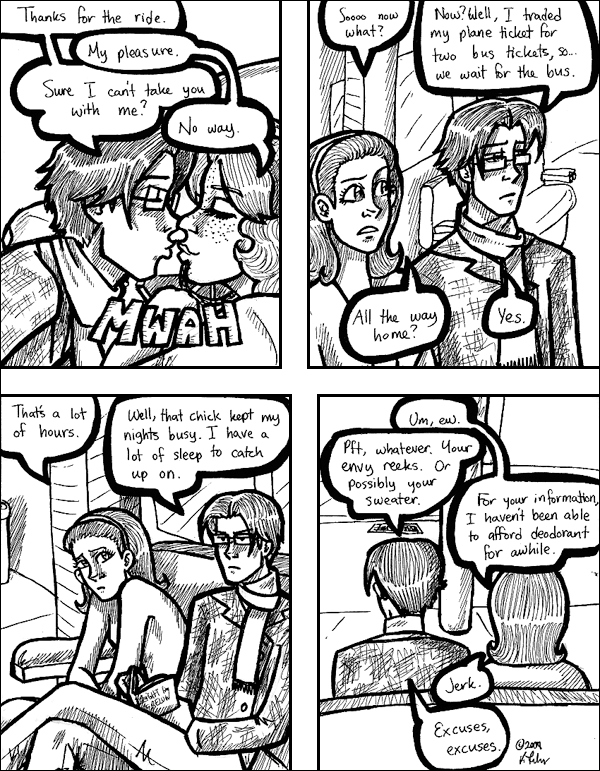 Thanks for the ride.
My pleasure.
Sure I can't take you
with me?
No way.
MWAH
Soooo now
what?
Now? Well, I traded
my plane ticket for
two bus tickets, so...
we wait for the bus.
All the way
home?
Yes.
That's a lot
of hours.
Well, that chick kept my
nights busy. I have a
lot of sleep to catch
up on.
Um, ew.
Pft, whatever. Your
envy reeks. Or
possibly your
sweater.
For your information,
I haven't been able
to afford deodorant
for awhile.
Jerk.
Excuses,
excuses.